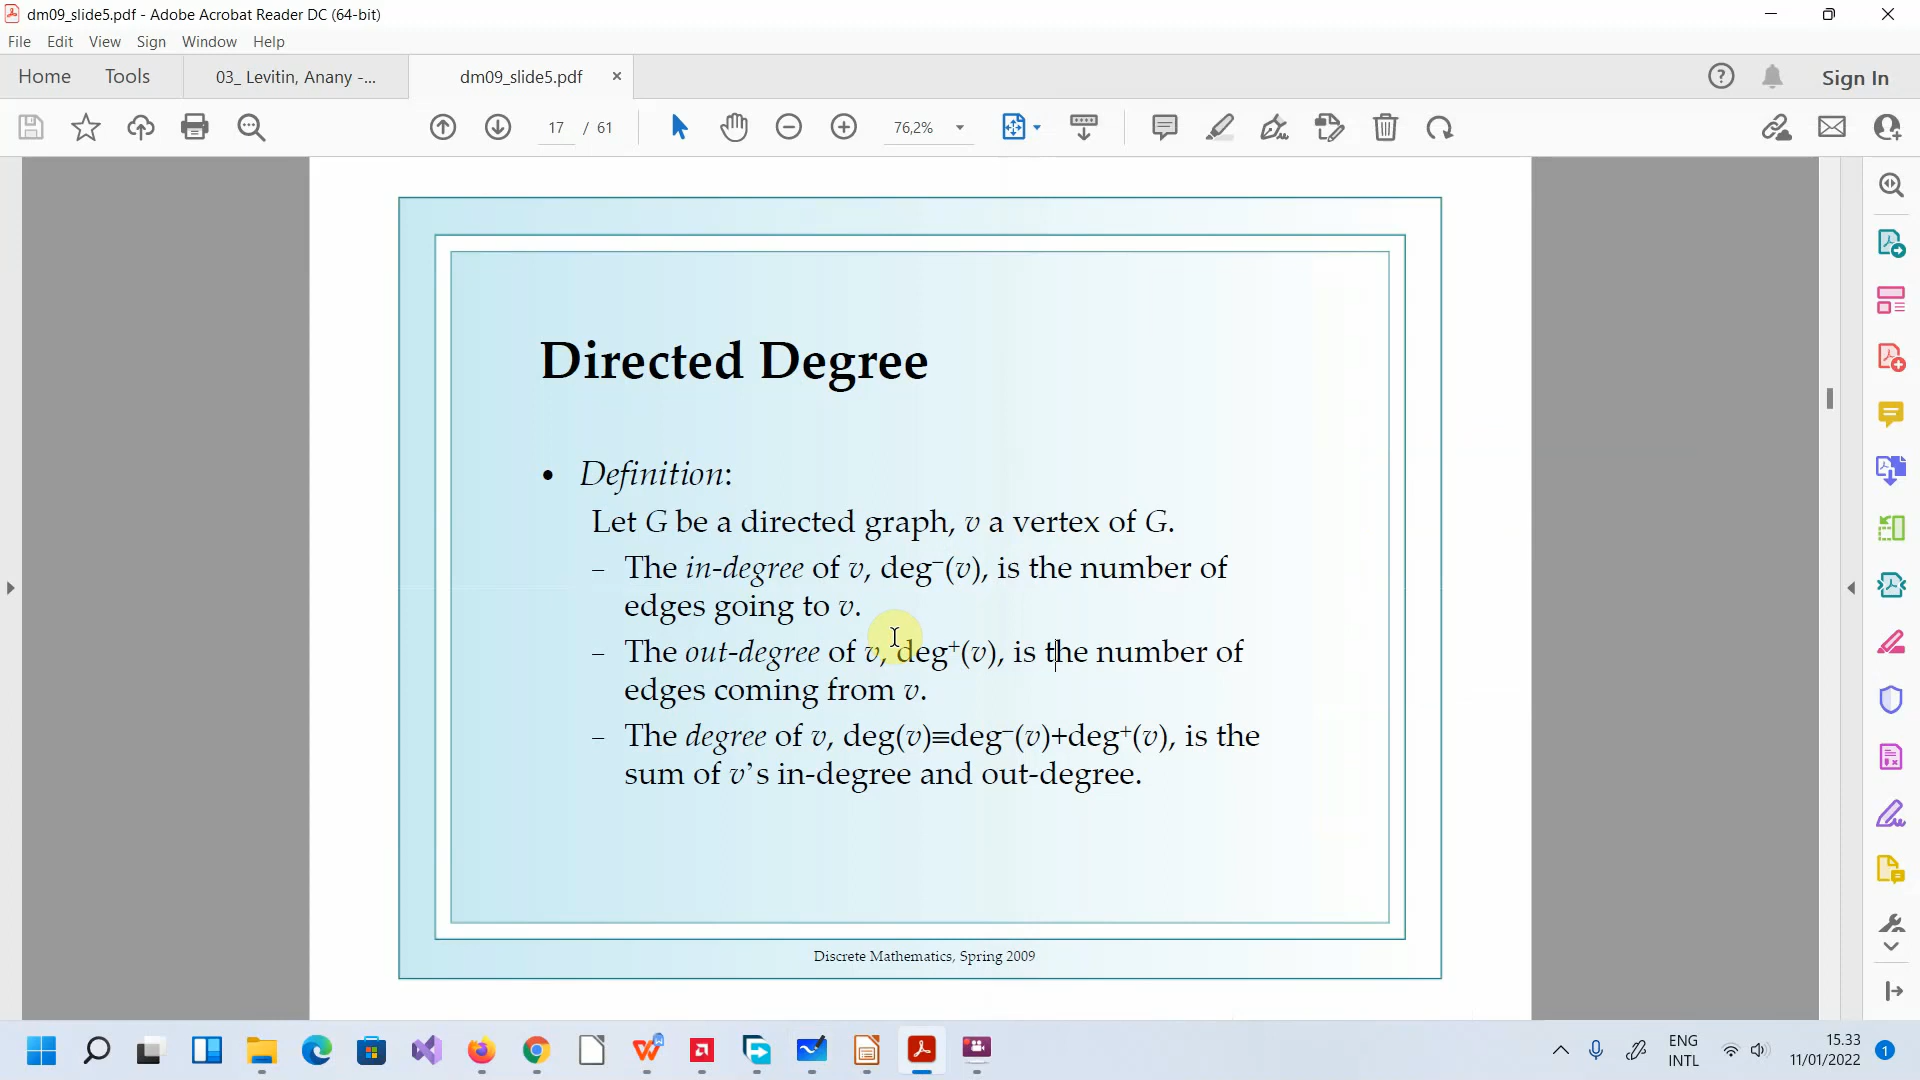 dm09_slide5.pdf - Adobe Acrobat Reader DC (64-bit)
File Edit View Sign Window Help
Home Tools 03_ Levitin, Anany -... dm09_slide5.pdf × Sign In
17 / 61 76,2%
Directed Degree
• Definition:
Let G be a directed graph, v a vertex of G.
– The in-degree of v, deg⁻(v), is the number of
edges going to v.
– The out-degree of v, deg⁺(v), is the number of
edges coming from v.
– The degree of v, deg(v)≡deg⁻(v)+deg⁺(v), is the
sum of v’s in-degree and out-degree.
Discrete Mathematics, Spring 2009
ENG
INTL
15.33
11/01/2022
1